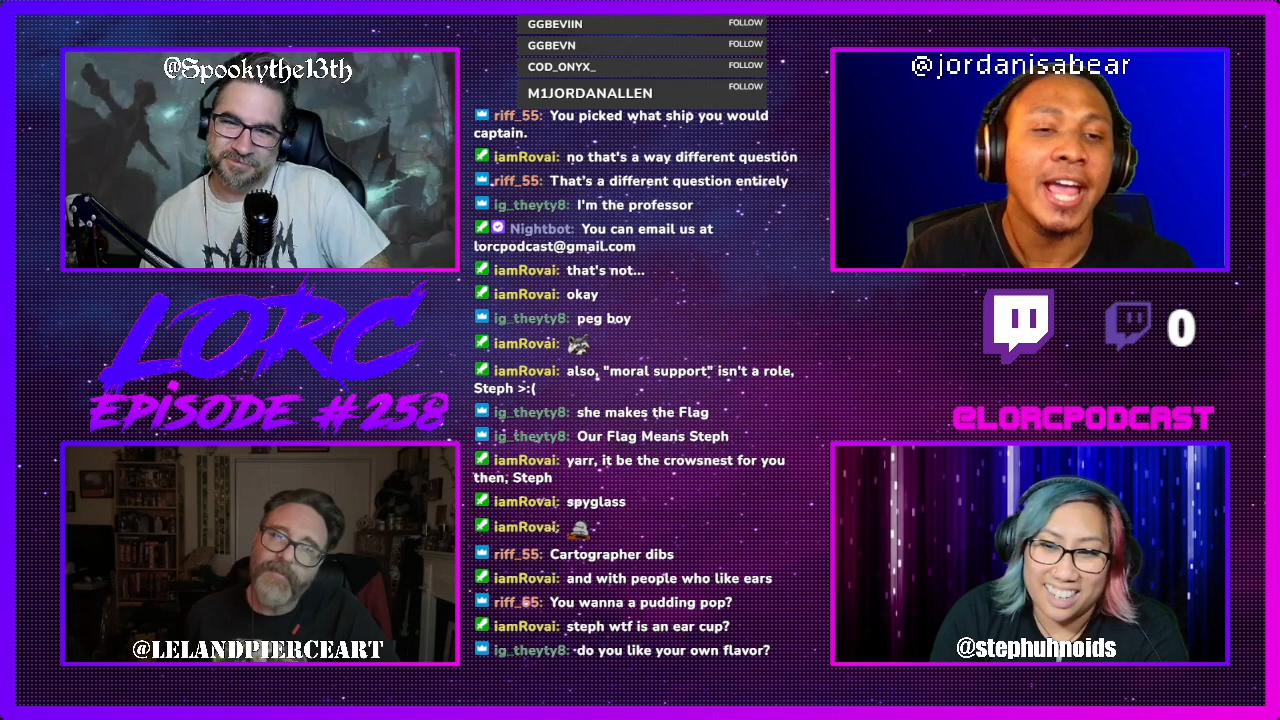 GGBEVIIN FOLLOW
GGBEVN FOLLOW
COD_ONYX_ FOLLOW
M1JORDANALLEN FOLLOW
@Spookythe13th
@jordanisabear
riff_55: You picked what ship you would
captain.
iamRovai: no that's a way different question
riff_55: That's a different question entirely
ig_theyty8: I'm the professor
Nightbot: You can email us at
lorcpodcast@gmail.com
iamRovai: that's not...
iamRovai: okay
ig_theyty8: peg boy
iamRovai:
iamRovai: also, "moral support" isn't a role,
Steph >:(
ig_theyty8: she makes the Flag
ig_theyty8: Our Flag Means Steph
iamRovai: yarr, it be the crowsnest for you
then, Steph
iamRovai: spyglass
iamRovai:
riff_55: Cartographer dibs
iamRovai: and with people who like ears
riff_55: You wanna a pudding pop?
iamRovai: steph wtf is an ear cup?
ig_theyty8: do you like your own flavor?
LORC
EPISODE #258
0
@LORCPODCAST
@LELANDPIERCEART
@stephuhnoids